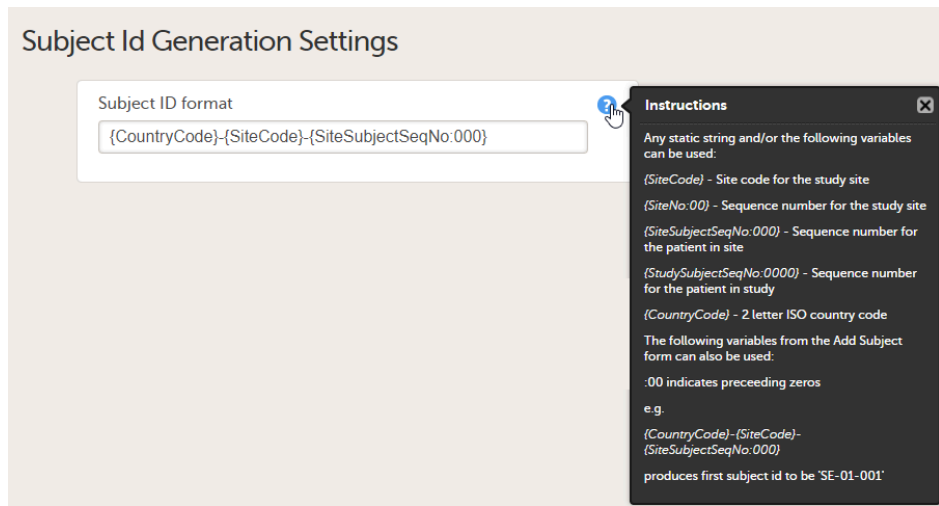 Subject Id Generation Settings
Subject ID format
{CountryCode}-{SiteCode}-{SiteSubjectSeqNo:000}
?
Instructions
Any static string and/or the following variables
can be used:
{SiteCode} - Site code for the study site
{SiteNo:00} - Sequence number for the study site
{SiteSubjectSeqNo:000} - Sequence number for
the patient in site
{StudySubjectSeqNo:0000} - Sequence number
for the patient in study
{CountryCode} - 2 letter ISO country code
The following variables from the Add Subject
form can also be used:
:00 indicates preceeding zeros
e.g.
{CountryCode}-{SiteCode}-
{SiteSubjectSeqNo:000}
produces first subject id to be 'SE-01-001'